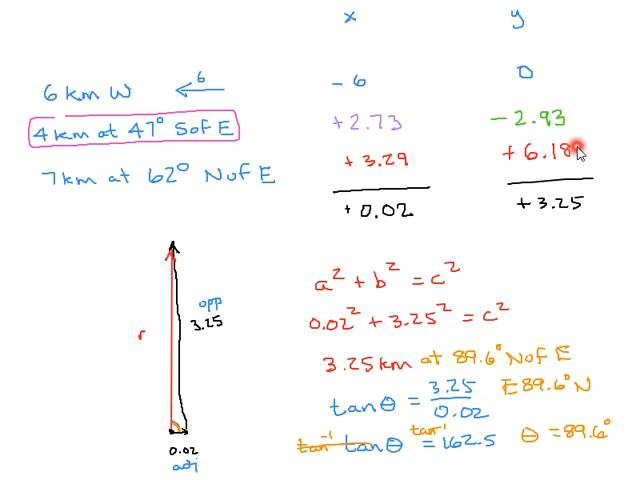 x y
6 km W 6 - 6 0
4 km at 47° S of E +2.73 - 2.93
7 km at 62° N of E + 3.29 + 6.18
+ 0.02 + 3.25
a² + b² = c²
opp
3.25
r
0.02² + 3.25² = c²
3.25 km at 89.6° N of E
tan θ = 3.25 / 0.02 E 89.6° N
tan⁻¹ tan θ = tan⁻¹ 162.5 θ = 89.6°
0.02
adj